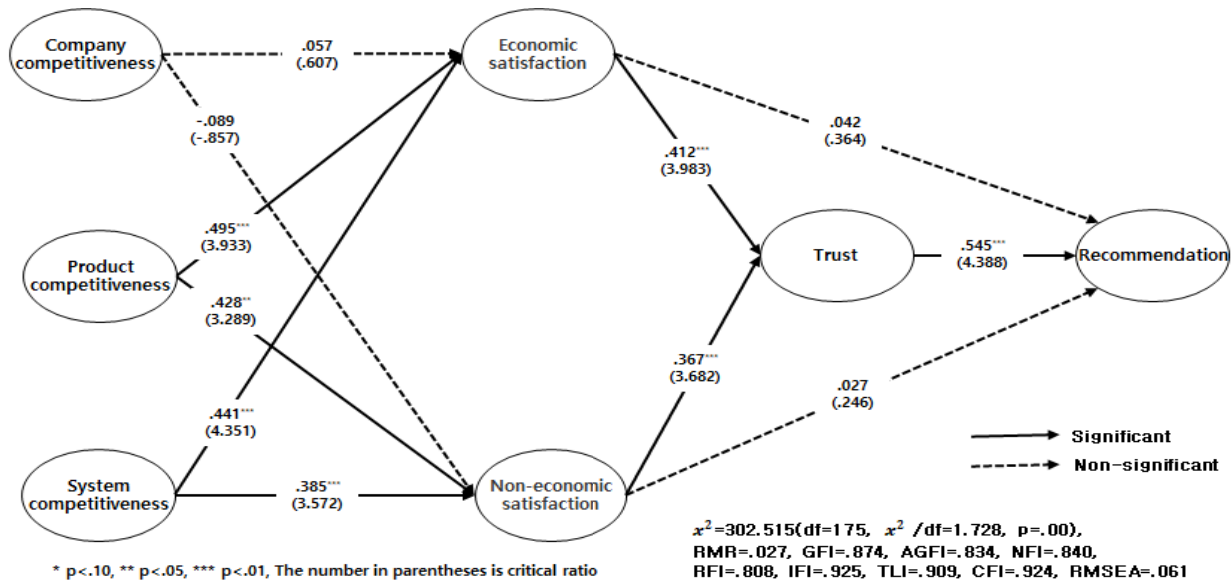 Company
competitiveness
.057
(.607)
Economic
satisfaction
-.089
(-.857)
.042
(.364)
.412***
(3.983)
.495***
(3.933)
Product
competitiveness
Trust
.545***
(4.388)
Recommendation
.428**
(3.289)
.367***
(3.682)
.027
(.246)
.441***
(4.351)
System
competitiveness
.385***
(3.572)
Non-economic
satisfaction
Significant
Non-significant
x²=302.515(df=175, x² /df=1.728, p=.00),
RMR=.027, GFI=.874, AGFI=.834, NFI=.840,
RFI=.808, IFI=.925, TLI=.909, CFI=.924, RMSEA=.061
* p<.10, ** p<.05, *** p<.01, The number in parentheses is critical ratio